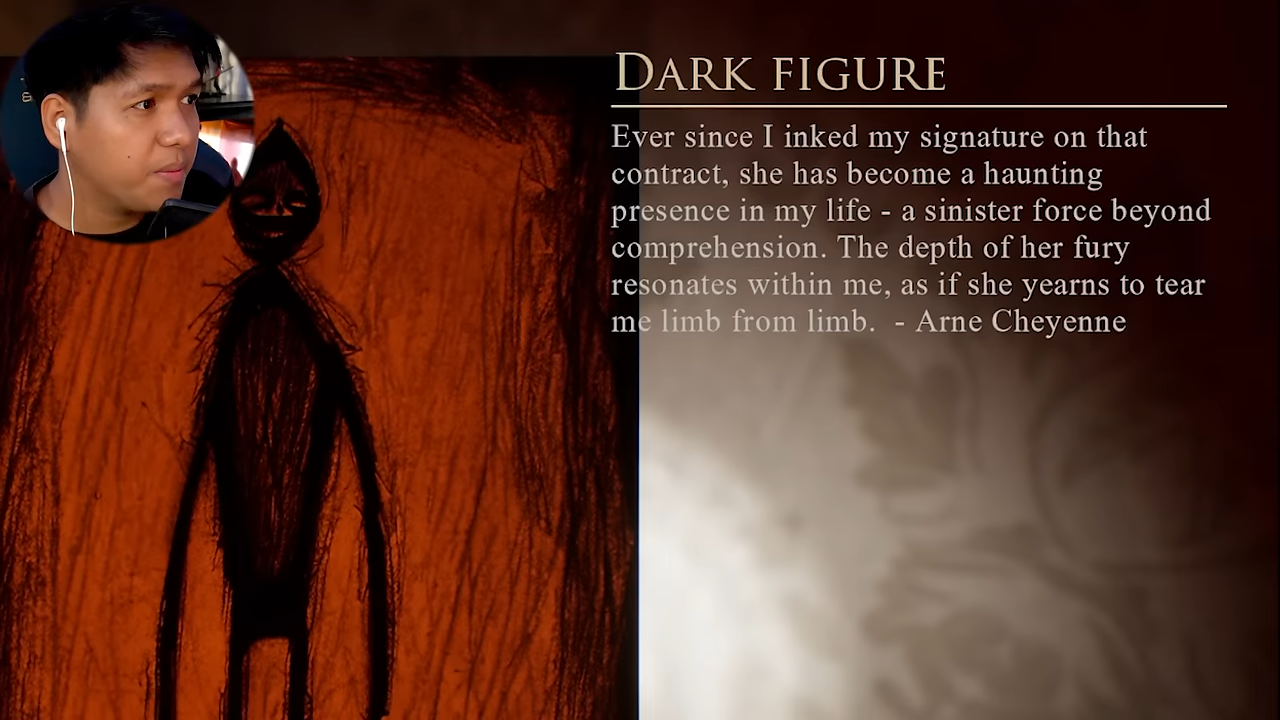 DARK FIGURE
Ever since I inked my signature on that
contract, she has become a haunting
presence in my life - a sinister force beyond
comprehension. The depth of her fury
resonates within me, as if she yearns to tear
me limb from limb.  - Arne Cheyenne